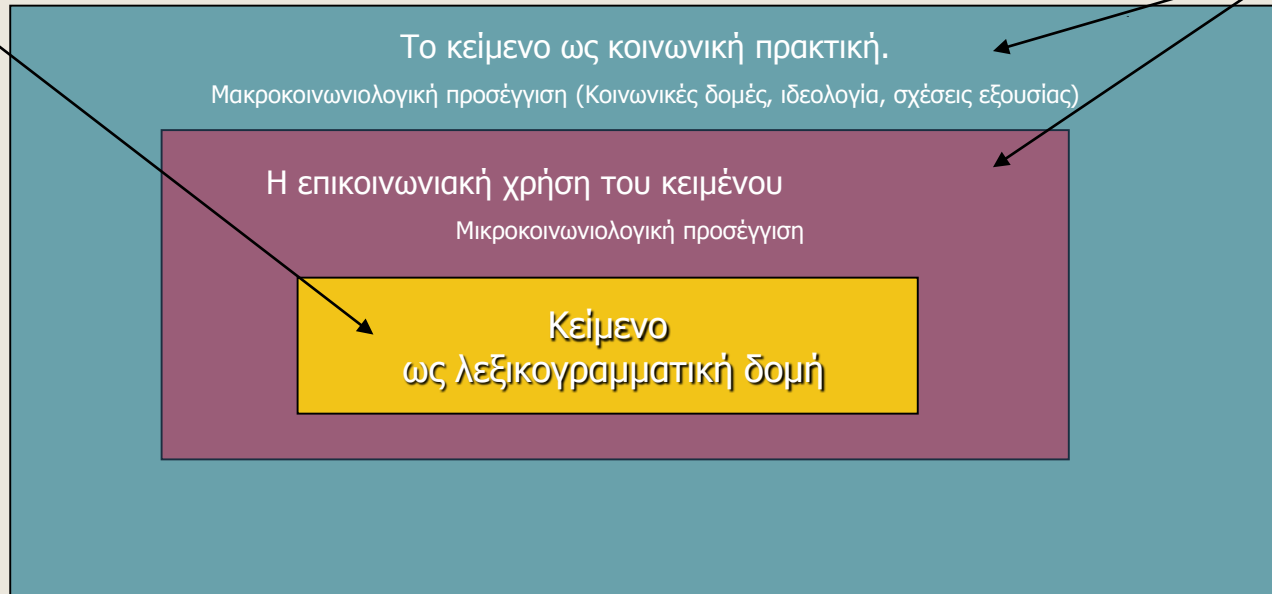 Το κείμενο ως κοινωνική πρακτική.
Μακροκοινωνιολογική προσέγγιση (Κοινωνικές δομές, ιδεολογία, σχέσεις εξουσίας)
Η επικοινωνιακή χρήση του κειμένου
Μικροκοινωνιολογική προσέγγιση
Κείμενο
ως λεξικογραμματική δομή